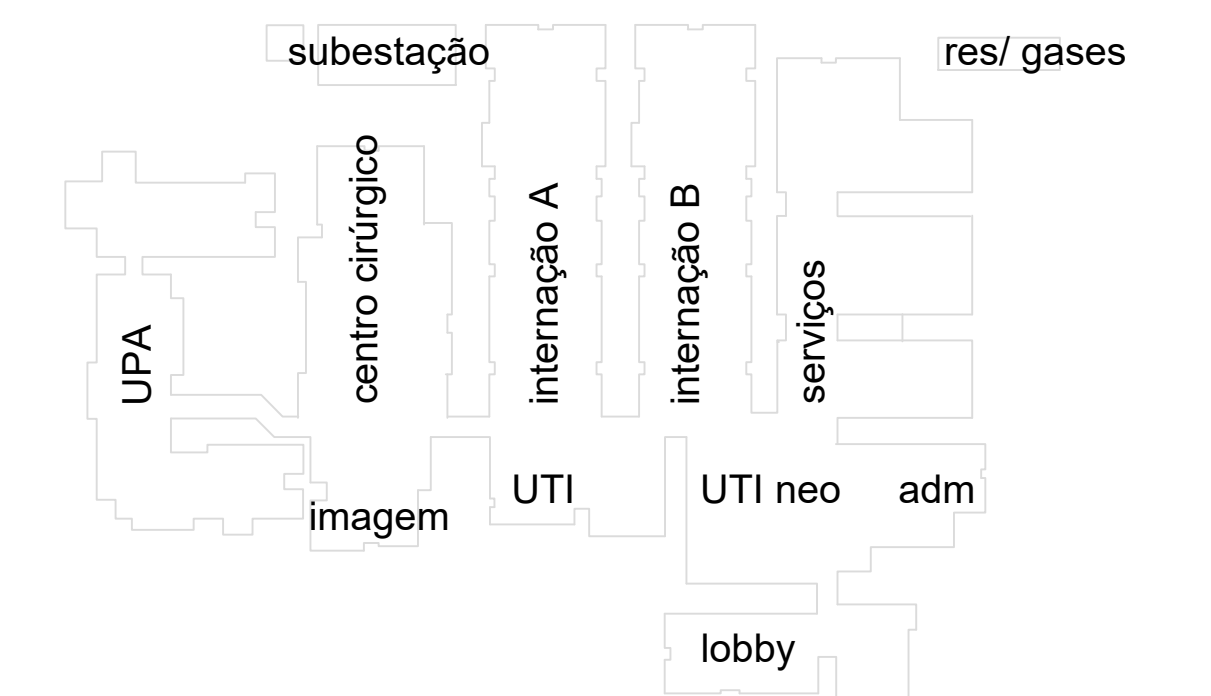 subestação
res/ gases
UPA
centro cirúrgico
internação A
internação B
serviços
imagem
UTI
UTI neo
adm
lobby